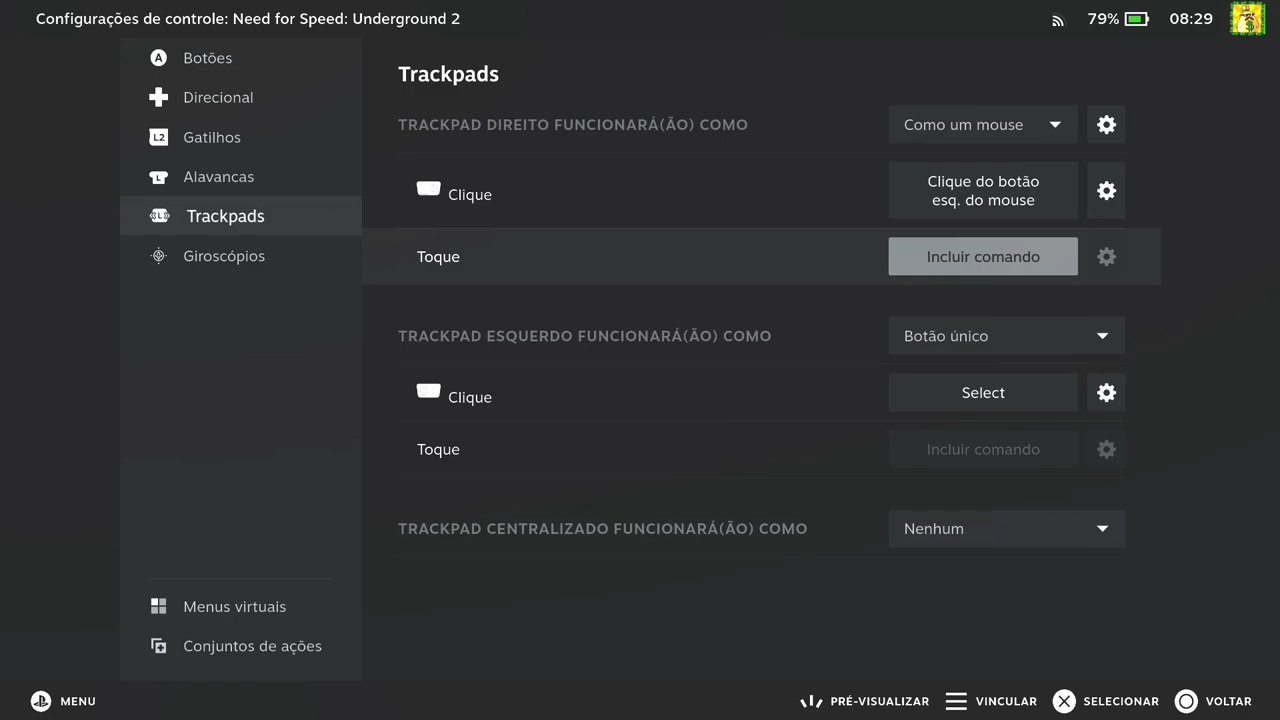 Configurações de controle: Need for Speed: Underground 2
79%
08:29
A Botões
Direcional
L2 Gatilhos
L Alavancas
L Trackpads
Giroscópios
Menus virtuais
Conjuntos de ações
Trackpads
TRACKPAD DIREITO FUNCIONARÁ(ÃO) COMO
Como um mouse
Clique
Clique do botão
esq. do mouse
Toque
Incluir comando
TRACKPAD ESQUERDO FUNCIONARÁ(ÃO) COMO
Botão único
Clique
Select
Toque
Incluir comando
TRACKPAD CENTRALIZADO FUNCIONARÁ(ÃO) COMO
Nenhum
MENU
PRÉ-VISUALIZAR
VINCULAR
SELECIONAR
VOLTAR